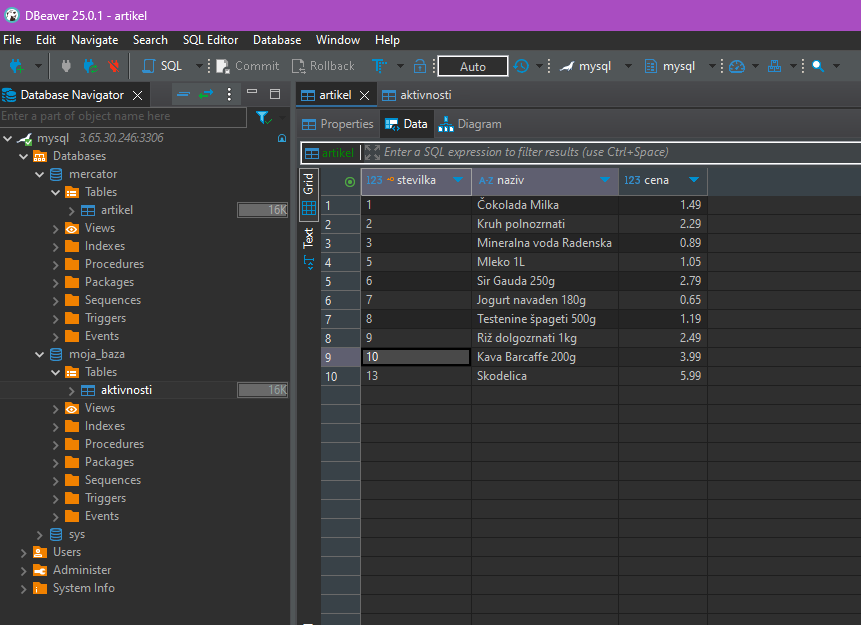 DBeaver 25.0.1 - artikel
File Edit Navigate Search SQL Editor Database Window Help
SQL Commit Rollback Auto mysql mysql
Database Navigator
Enter a part of object name here
mysql 3.65.30.246:3306
Databases
mercator
Tables
artikel 16K
Views
Indexes
Procedures
Packages
Sequences
Triggers
Events
moja_baza
Tables
aktivnosti 16K
Views
Indexes
Procedures
Packages
Sequences
Triggers
Events
sys
Users
Administer
System Info
artikel aktivnosti
Properties Data Diagram
artikel Enter a SQL expression to filter results (use Ctrl+Space)
Grid
Text
123 stevilka A-Z naziv 123 cena
1 1 Čokolada Milka 1.49
2 2 Kruh polnozrnati 2.29
3 3 Mineralna voda Radenska 0.89
4 5 Mleko 1L 1.05
5 6 Sir Gauda 250g 2.79
6 7 Jogurt navaden 180g 0.65
7 8 Testenine špageti 500g 1.19
8 9 Riž dolgozrnati 1kg 2.49
9 10 Kava Barcaffe 200g 3.99
10 13 Skodelica 5.99